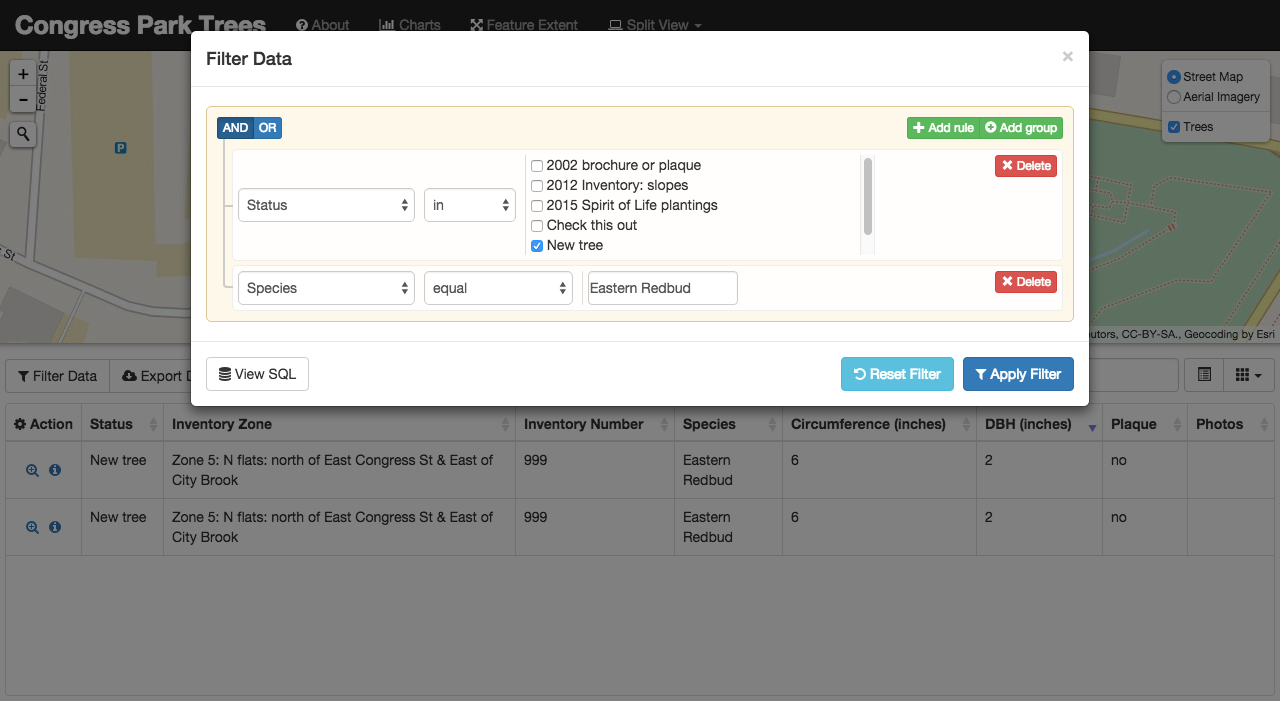 Congress Park Trees
About
Charts
Feature Extent
Split View
Filter Data
×
+
−
Federal St
P
St
Street Map
Aerial Imagery
Trees
AND OR
Add rule
Add group
Status
in
2002 brochure or plaque
2012 Inventory: slopes
2015 Spirit of Life plantings
Check this out
New tree
Delete
Species
equal
Eastern Redbud
Delete
utors, CC-BY-SA., Geocoding by Esri
View SQL
Reset Filter
Apply Filter
Filter Data
Export D
Action Status Inventory Zone Inventory Number Species Circumference (inches) DBH (inches) Plaque Photos
New tree Zone 5: N flats: north of East Congress St & East of 999 Eastern 6 2 no
City Brook Redbud
New tree Zone 5: N flats: north of East Congress St & East of 999 Eastern 6 2 no
City Brook Redbud